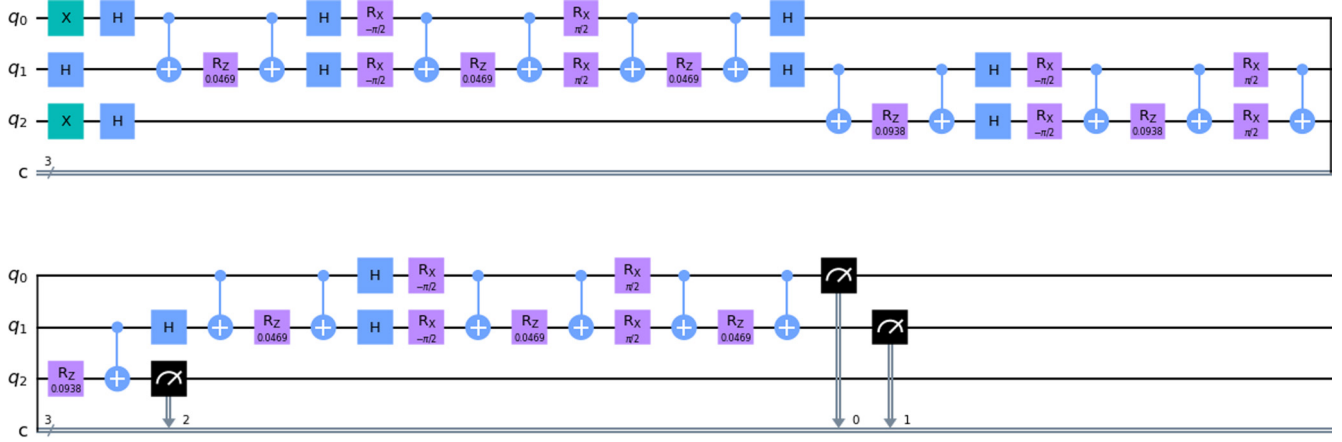 q0 X H H RX -π/2 RX π/2 H
q1 H RZ 0.0469 H RX -π/2 RZ 0.0469 RX π/2 RZ 0.0469 H H RX -π/2 RX π/2
q2 X H RZ 0.0938 H RX -π/2 RZ 0.0938 RX π/2
c 3
q0 H RX -π/2 RX π/2
q1 H RZ 0.0469 H RX -π/2 RZ 0.0469 RX π/2 RZ 0.0469
q2 RZ 0.0938
c 3 2 0 1